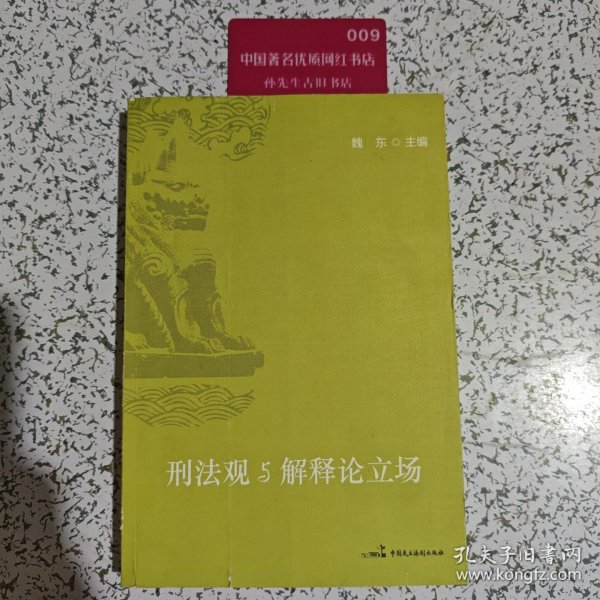 009
中国著名优质网红书店
孙先生古旧书店
魏 东 ○ 主编
刑法观与解释论立场
中国民主法制出版社
孔夫子旧书网
www.kongfz.com